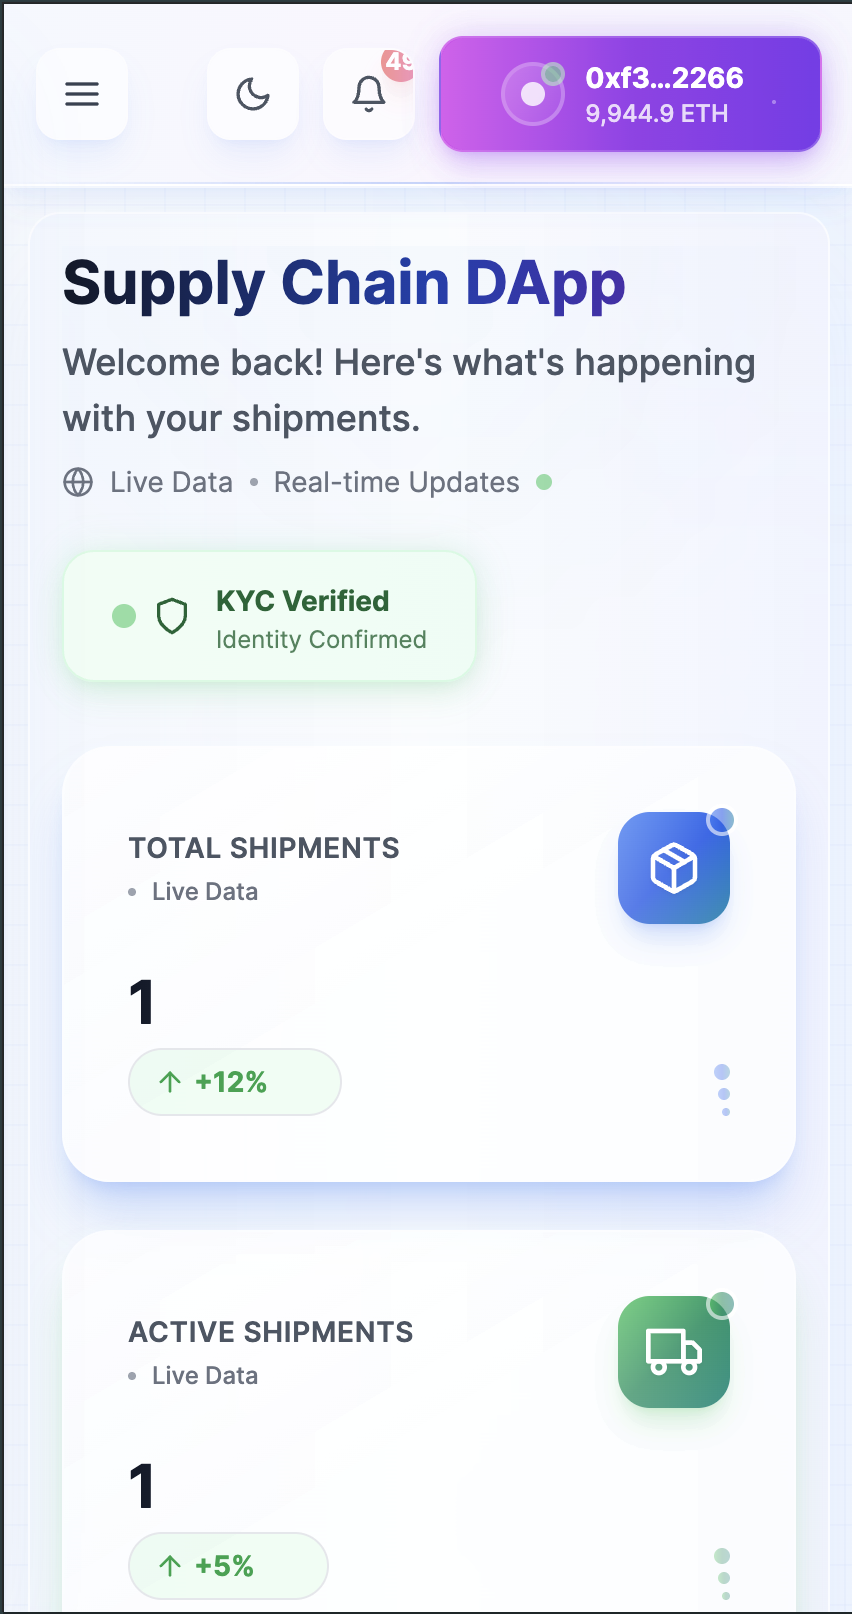 49
0xf3...2266
9,944.9 ETH
Supply Chain DApp
Welcome back! Here's what's happening
with your shipments.
Live Data • Real-time Updates
KYC Verified
Identity Confirmed
TOTAL SHIPMENTS
• Live Data
1
+12%
ACTIVE SHIPMENTS
• Live Data
1
+5%